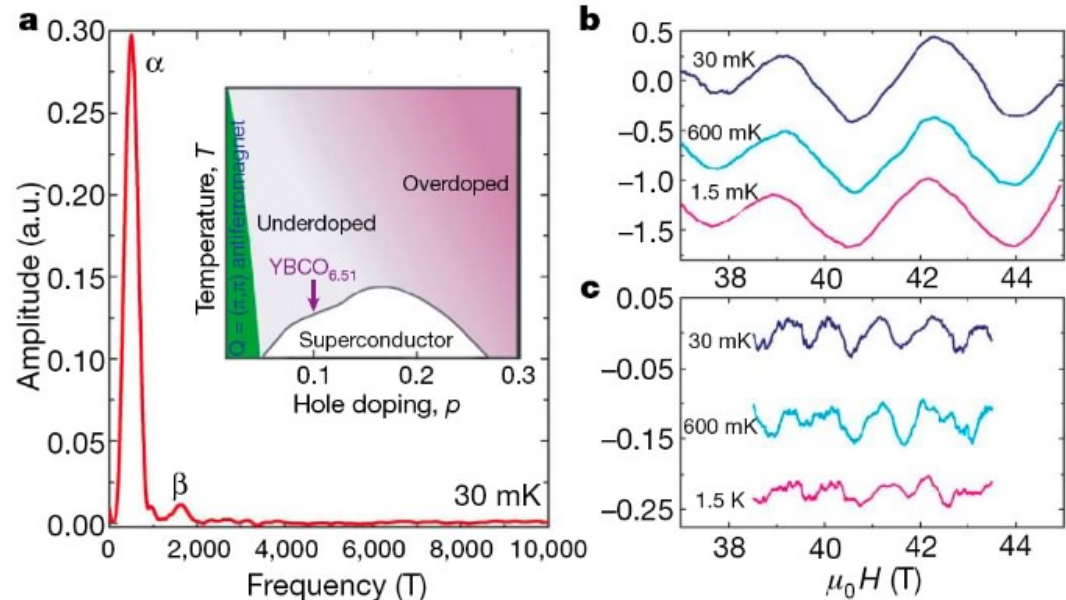 a
0.30
0.25
0.20
0.15
0.10
0.05
0.00
Amplitude (a.u.)
α
β
30 mK
0 2,000 4,000 6,000 8,000 10,000
Frequency (T)
Temperature, T
Q = (π,π) antiferromagnet
Overdoped
Underdoped
YBCO6.51
Superconductor
0.1 0.2 0.3
Hole doping, p
b
0.5
0.0
−0.5
−1.0
−1.5
30 mK
600 mK
1.5 mK
38 40 42 44
c
0.05
−0.05
−0.15
−0.25
30 mK
600 mK
1.5 K
38 40 42 44
μ0H (T)